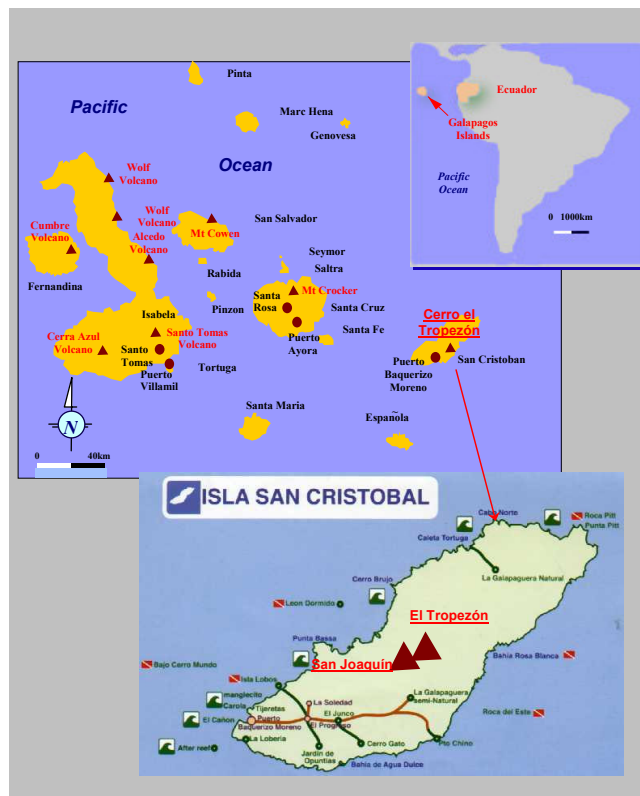 Pinta
Pacific
Marc Hena
Genovesa
Ocean
Wolf
Volcano
Wolf
Volcano
Cumbre
Volcano
Alcedo
Volcano
Mt Cowen
San Salvador
Fernandina
Rabida
Seymor
Saltra
Mt Crocker
Pinzon
Santa
Rosa
Santa Cruz
Isabela
Santa Fe
Puerto
Ayora
Cerra Azul
Volcano
Santo Tomas
Volcano
Santo
Tomas
Puerto
Villamil
Tortuga
Cerro el
Tropezón
Puerto
Baquerizo
Moreno
San Cristoban
Santa Maria
Española
N
0 40km
Ecuador
Galapagos
Islands
Pacific
Ocean
0 1000km
ISLA SAN CRISTOBAL
Cabo Norte
Roca Pitt
Punta Pitt
Caleta Tortuga
La Galapaguera Natural
Cerro Brujo
Leon Dormido
El Tropezón
Punta Bassa
San Joaquín
Bahía Rosa Blanca
Bajo Cerro Mundo
Isla Lobos
manglecito
Carola
Tijeretas
La Soledad
La Galapaguera
semi-Natural
El Cañon
Puerto
Baquerizo Moreno
El Junco
El Progreso
Roca del Este
After reef
La Loberia
Jardín de
Opuntias
Cerro Gato
Pto Chino
Bahia de Agua Dulce